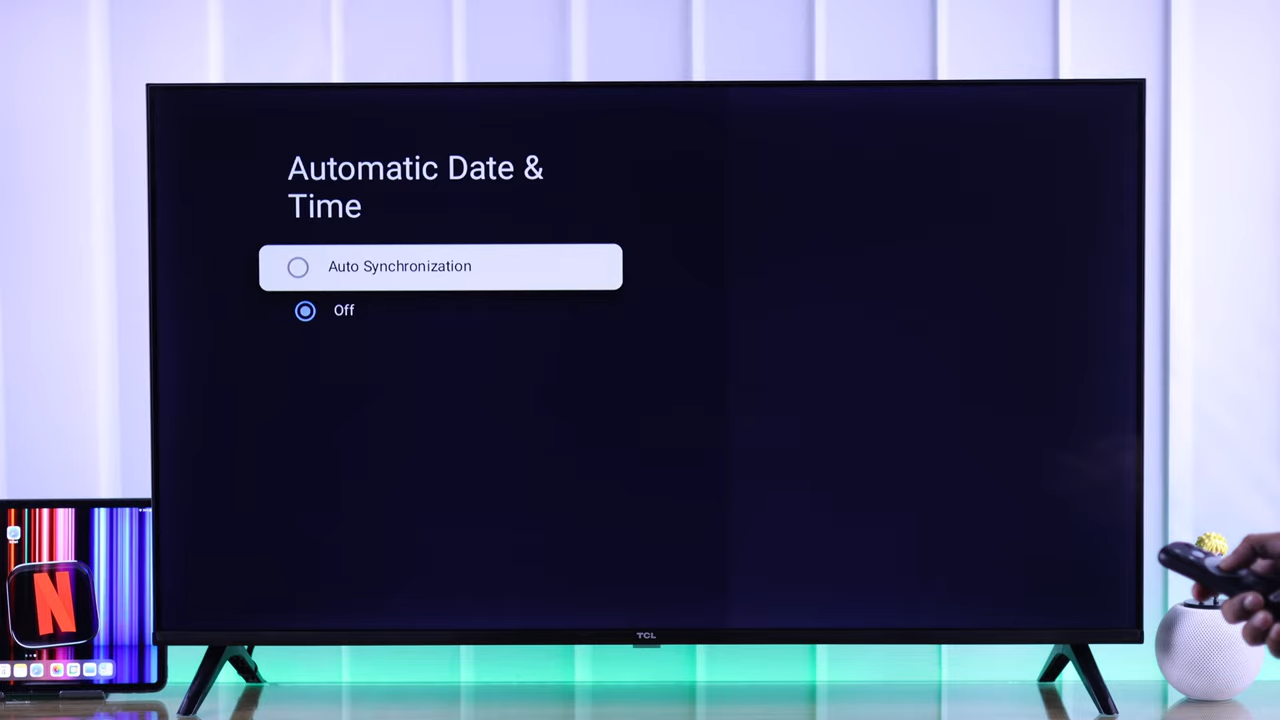 Automatic Date &
Time
Auto Synchronization
Off
TCL
N